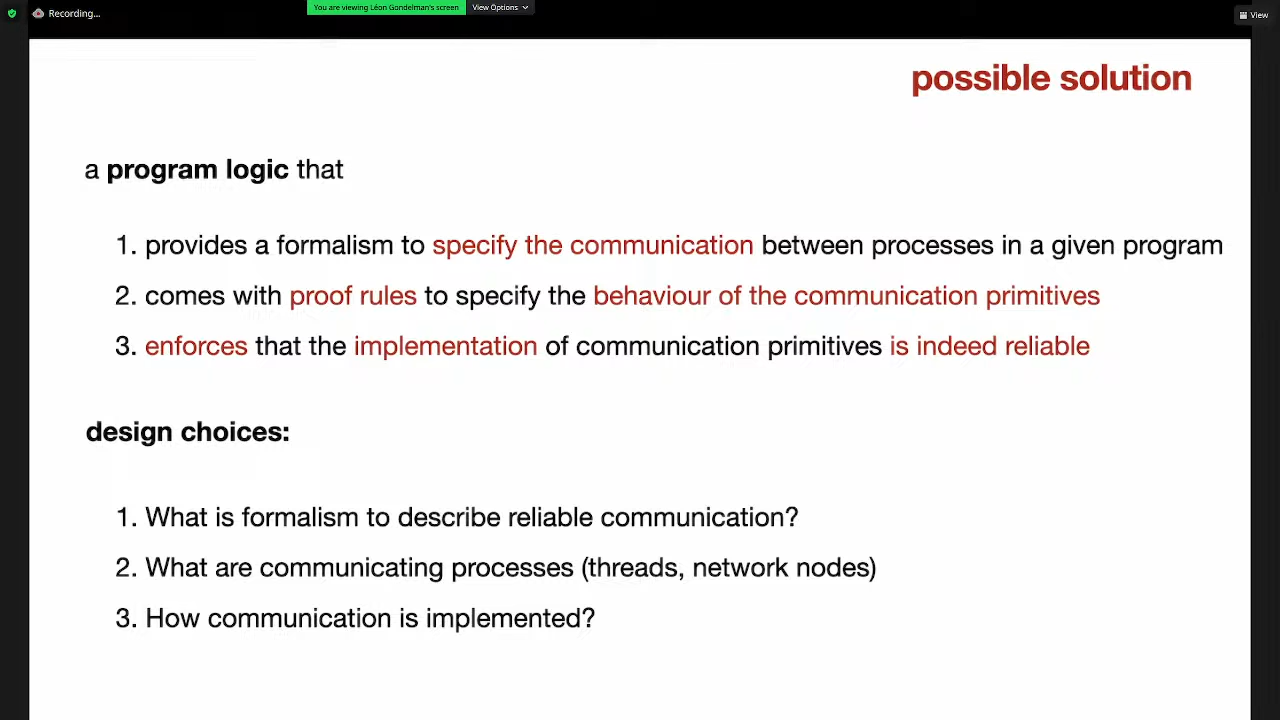 Recording...
You are viewing Léon Gondelman's screen
View Options
View
possible solution
a program logic that
1. provides a formalism to specify the communication between processes in a given program
2. comes with proof rules to specify the behaviour of the communication primitives
3. enforces that the implementation of communication primitives is indeed reliable
design choices:
1. What is formalism to describe reliable communication?
2. What are communicating processes (threads, network nodes)
3. How communication is implemented?